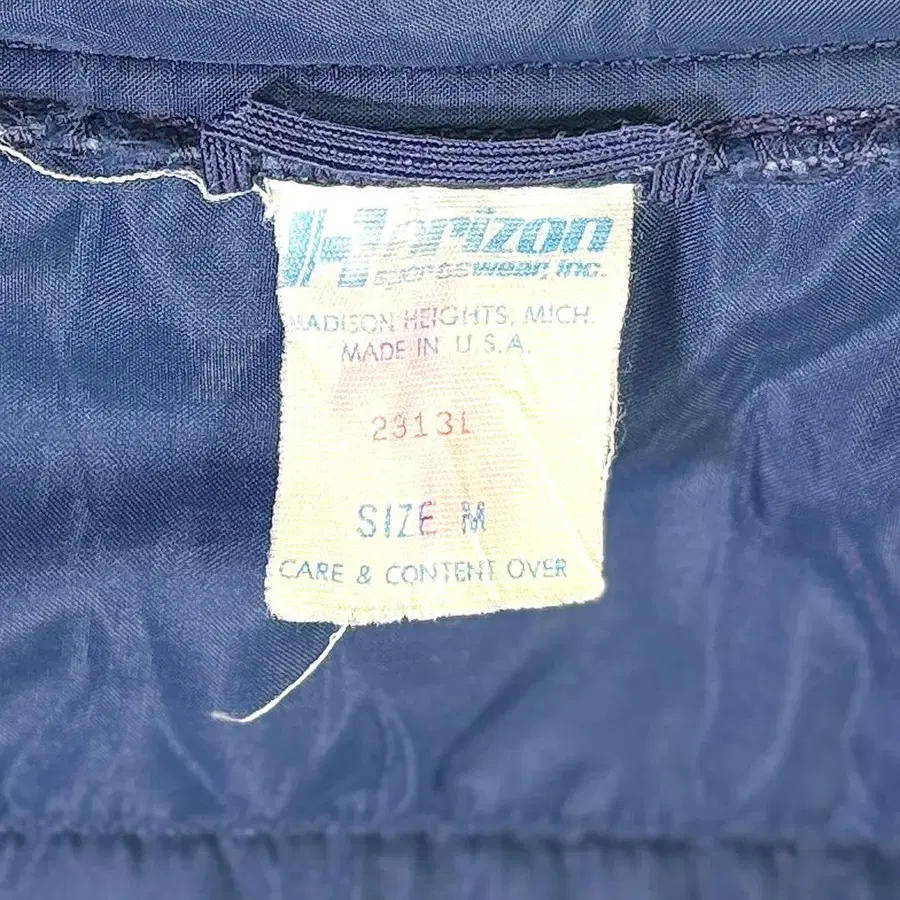 Horizon
sportswear, inc.
MADISON HEIGHTS, MICH.
MADE IN U.S.A.
2313L
SIZE M
CARE & CONTENT OVER